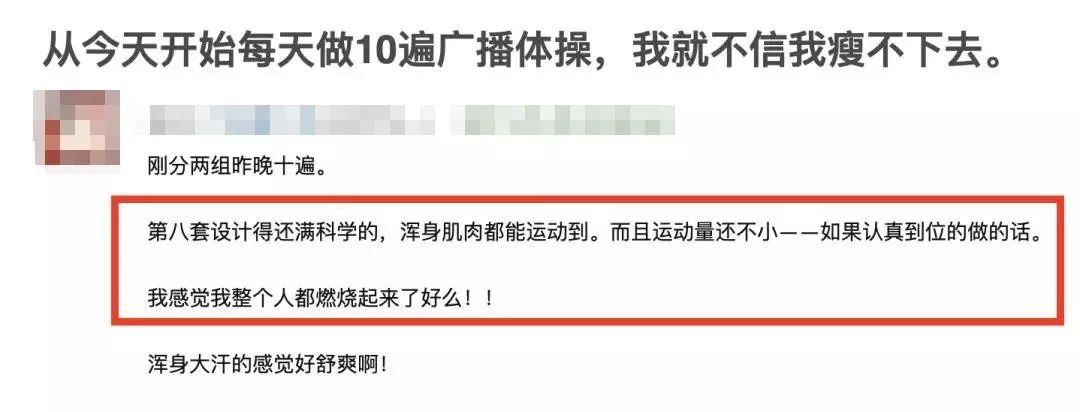 从今天开始每天做10遍广播体操，我就不信我瘦不下去。
刚分两组昨晚十遍。
第八套设计得还满科学的，浑身肌肉都能运动到。而且运动量还不小——如果认真到位的做的话。
我感觉我整个人都燃烧起来了好么！！
浑身大汗的感觉好舒爽啊！